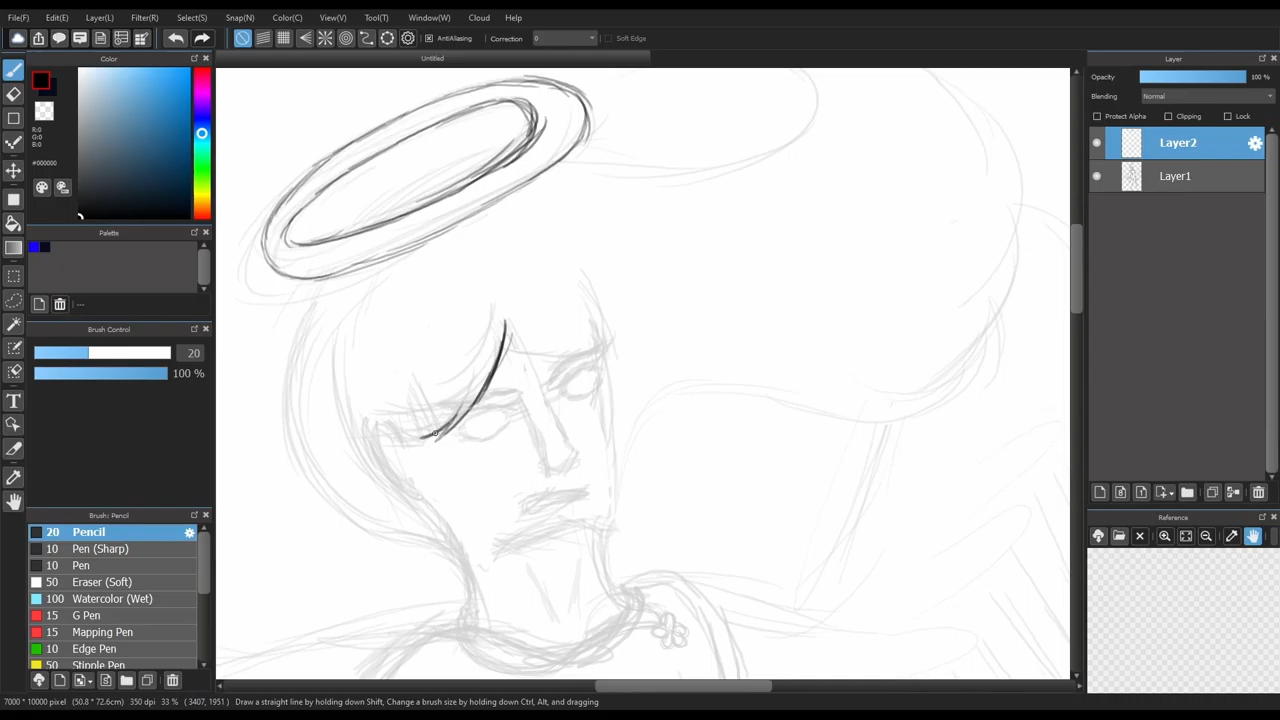 File(F) Edit(E) Layer(L) Filter(R) Select(S) Snap(N) Color(C) View(V) Tool(T) Window(W) Cloud Help
AntiAliasing Correction 0 Soft Edge
Color
Untitled
Layer
R:0
G:0
B:0
#000000
Opacity 100 %
Blending Normal
Protect Alpha Clipping Lock
Layer2
Layer1
Palette
---
Brush Control
20
100 %
Brush: Pencil
20 Pencil
10 Pen (Sharp)
10 Pen
50 Eraser (Soft)
100 Watercolor (Wet)
15 G Pen
15 Mapping Pen
10 Edge Pen
50 Stipple Pen
Reference
7000 * 10000 pixel (50.8 * 72.6cm) 350 dpi 33 % ( 3407, 1951 ) Draw a straight line by holding down Shift, Change a brush size by holding down Ctrl, Alt, and dragging